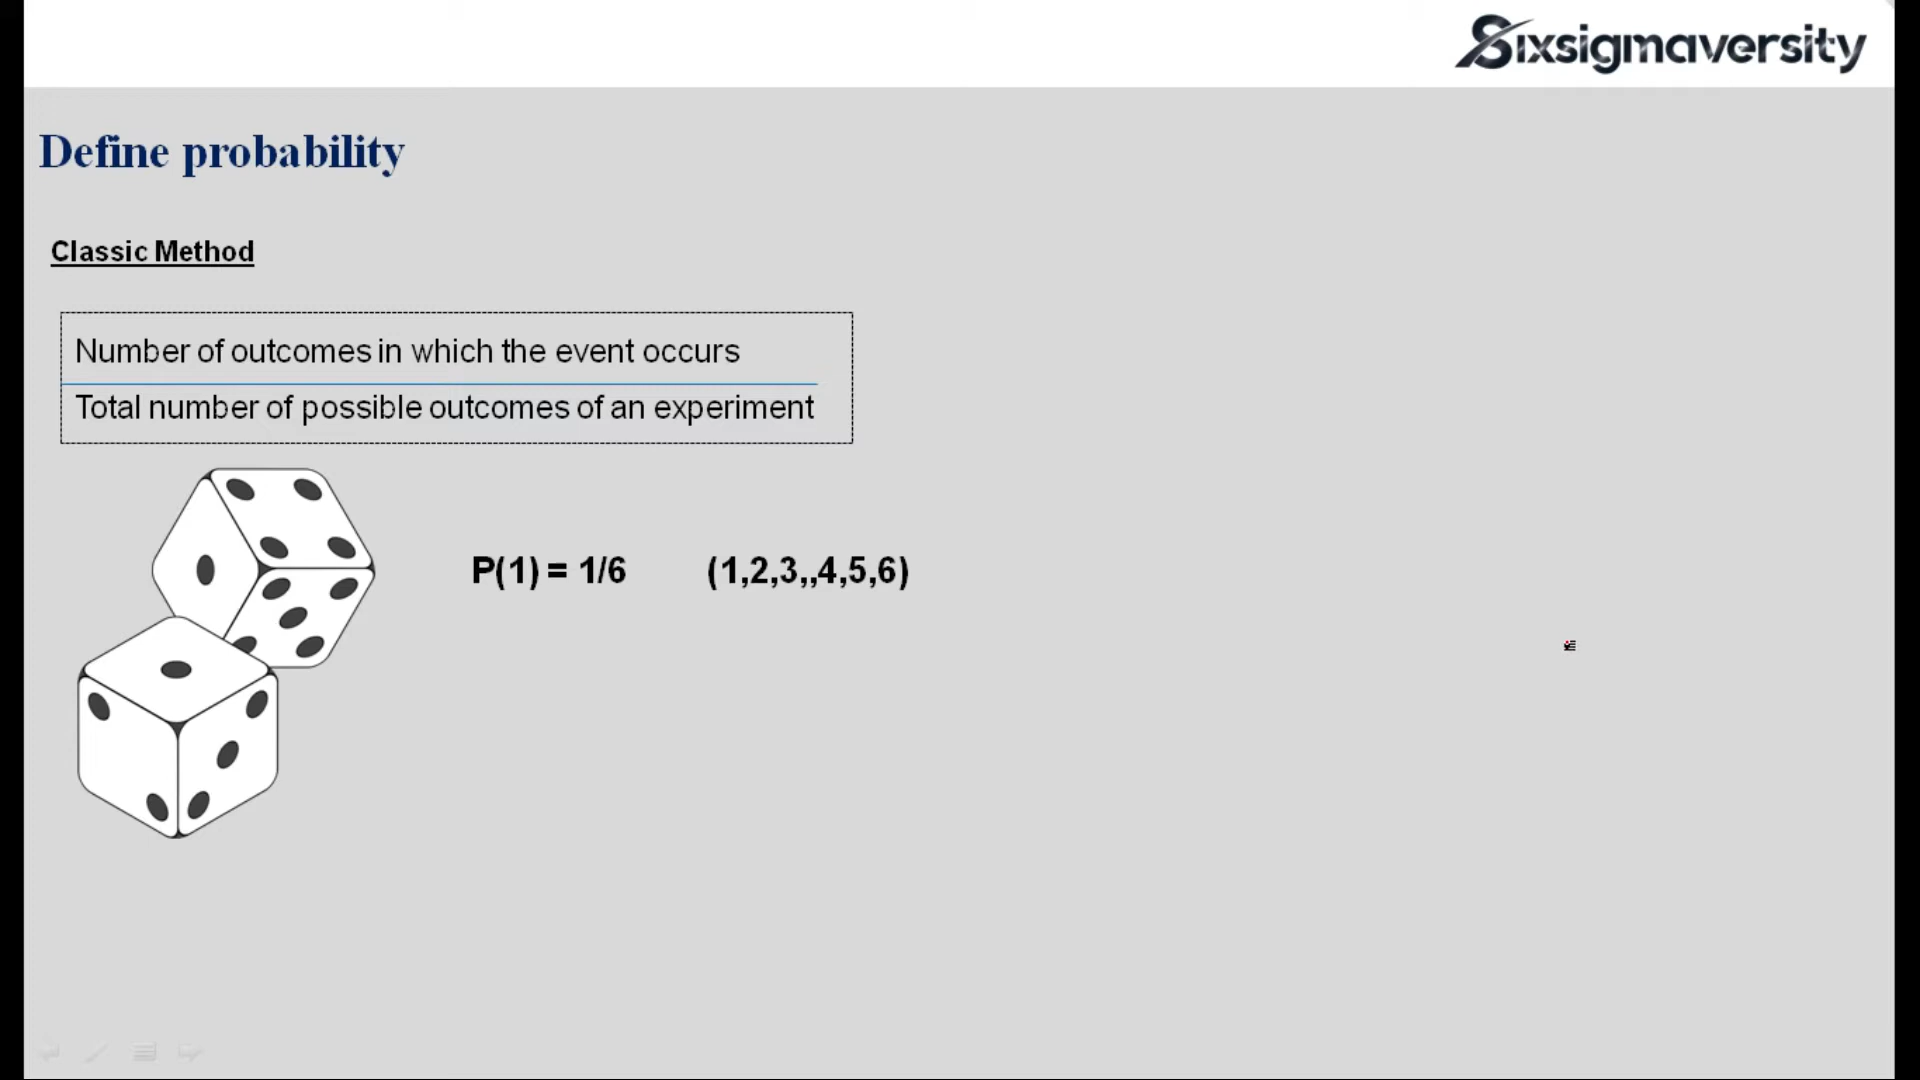 Sixsigmaversity
Define probability
Classic Method
Number of outcomes in which the event occurs
Total number of possible outcomes of an experiment
P(1) = 1/6 (1,2,3,,4,5,6)